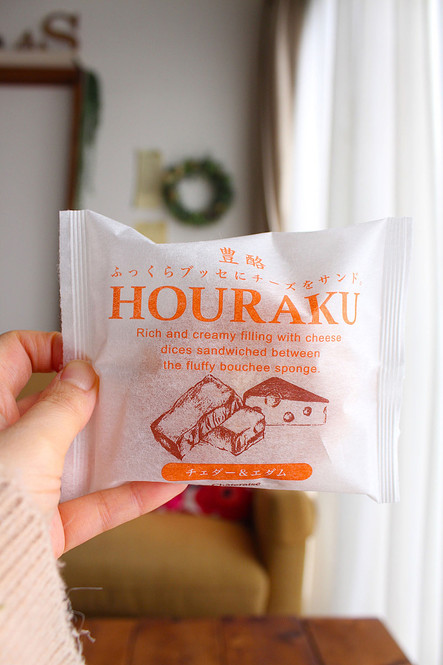 豊酪
ふっくらブッセにチーズをサンド。
HOURAKU
Rich and creamy filling with cheese
dices sandwiched between
the fluffy bouchee sponge.
チェダー&エダム